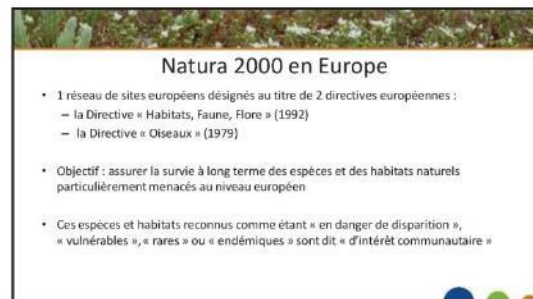 Natura 2000 en Europe
• 1 réseau de sites européens désignés au titre de 2 directives européennes :
– la Directive « Habitats, Faune, Flore » (1992)
– la Directive « Oiseaux » (1979)
• Objectif : assurer la survie à long terme des espèces et des habitats naturels
particulièrement menacés au niveau européen
• Ces espèces et habitats reconnus comme étant « en danger de disparition »,
« vulnérables », « rares » ou « endémiques » sont dit « d'intérêt communautaire »